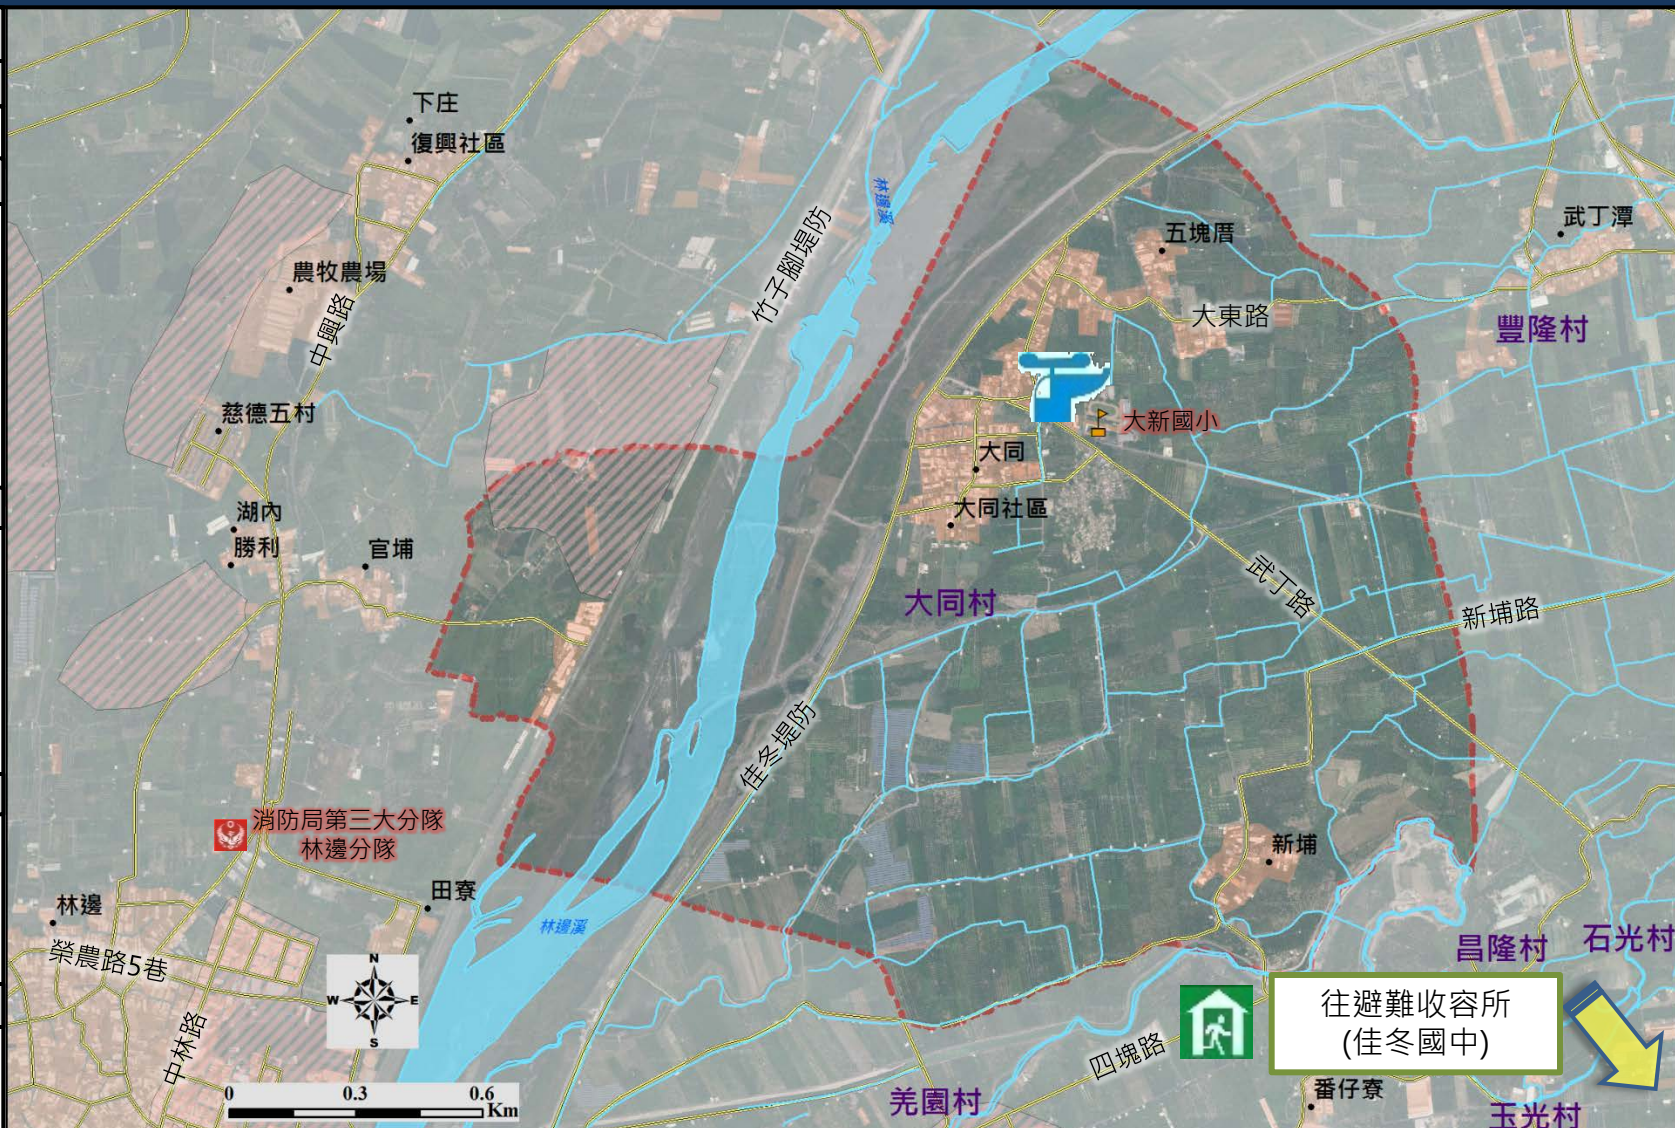 下庄
復興社區
林邊溪
竹子腳堤防
武丁潭
五塊厝
農牧農場
中興路
大東路
豐隆村
慈德五村
大新國小
大同
大同社區
湖內
勝利
官埔
大同村
武丁路
新埔路
佳冬堤防
消防局第三大分隊
林邊分隊
新埔
田寮
林邊
林邊溪
榮農路5巷
昌隆村
石光村
N
W
E
S
往避難收容所
(佳冬國中)
中林路
四塊路
0 0.3 0.6
Km
羌園村
番仔寮
玉光村